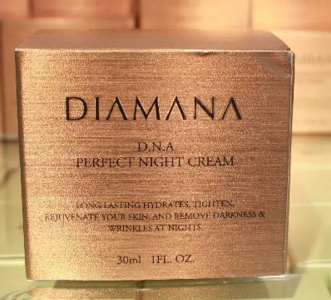 DIAMANA
D.N.A
PERFECT NIGHT CREAM
LONG LASTING HYDRATES, TIGHTEN,
REJUVENATE YOUR SKIN, AND REMOVE DARKNESS &
WRINKLES AT NIGHTS.
30ml 1FL. OZ.